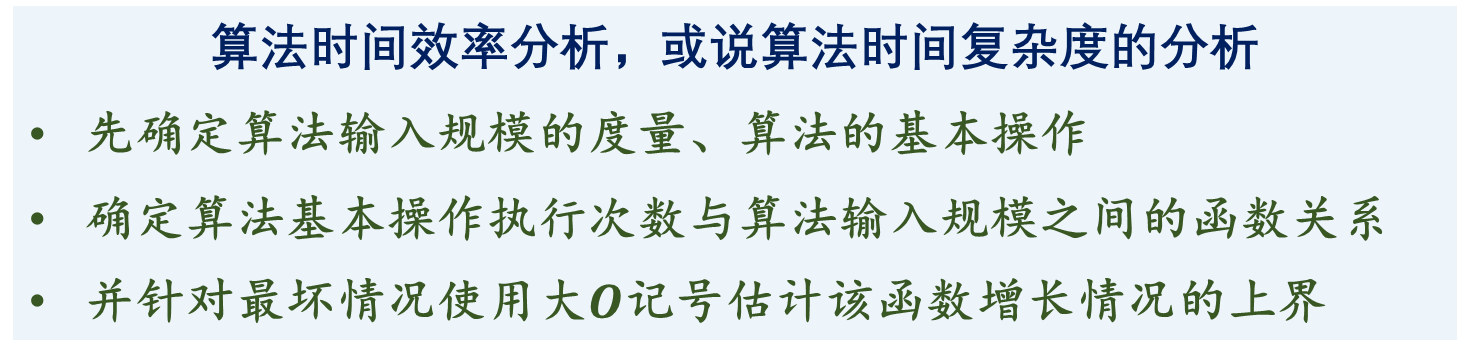 算法时间效率分析，或说算法时间复杂度的分析
• 先确定算法输入规模的度量、算法的基本操作
• 确定算法基本操作执行次数与算法输入规模之间的函数关系
• 并针对最坏情况使用大O记号估计该函数增长情况的上界